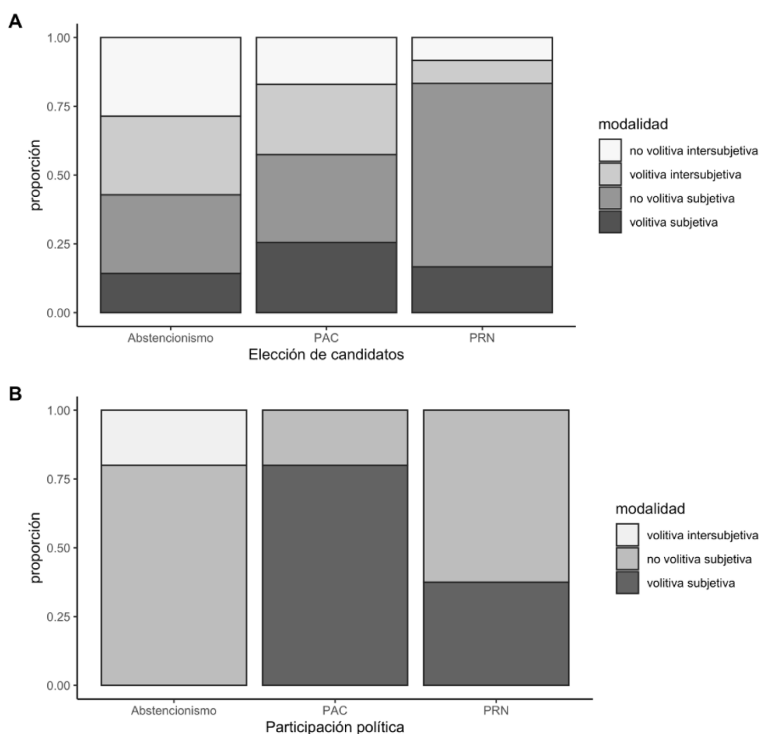 A
1.00
0.75
0.50
0.25
0.00
proporción
Abstencionismo PAC PRN
Elección de candidatos
modalidad
no volitiva intersubjetiva
volitiva intersubjetiva
no volitiva subjetiva
volitiva subjetiva
B
1.00
0.75
0.50
0.25
0.00
proporción
Abstencionismo PAC PRN
Participación política
modalidad
volitiva intersubjetiva
no volitiva subjetiva
volitiva subjetiva